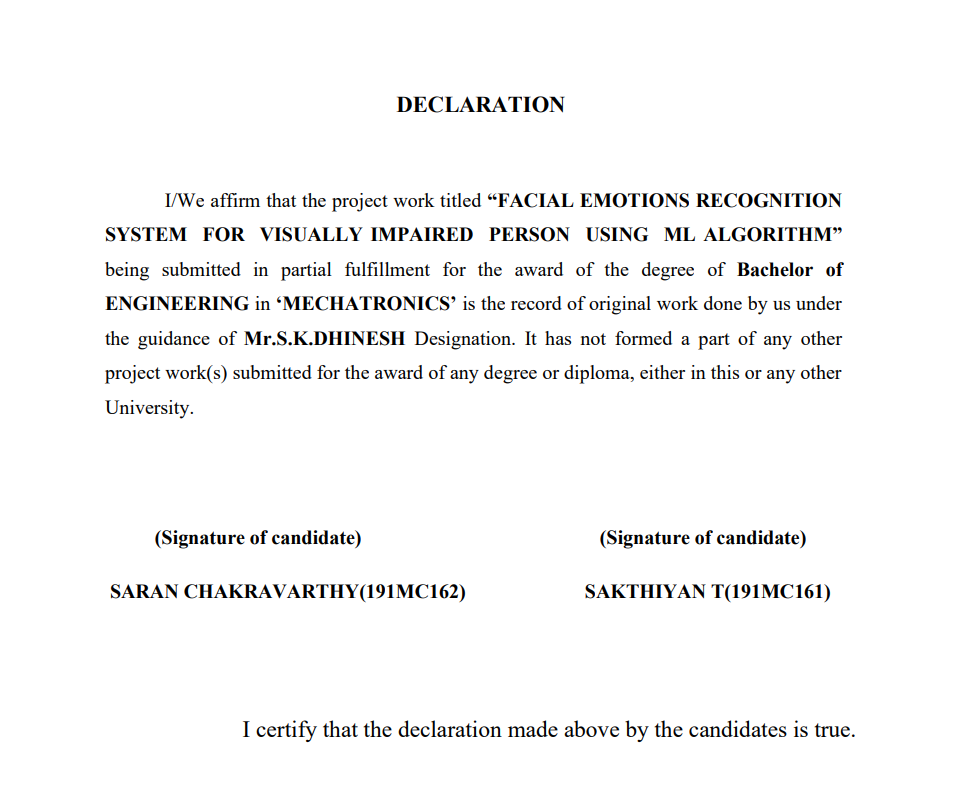 DECLARATION
I/We affirm that the project work titled “FACIAL EMOTIONS RECOGNITION
SYSTEM FOR VISUALLY IMPAIRED PERSON USING ML ALGORITHM”
being submitted in partial fulfillment for the award of the degree of Bachelor of
ENGINEERING in ‘MECHATRONICS’ is the record of original work done by us under
the guidance of Mr.S.K.DHINESH Designation. It has not formed a part of any other
project work(s) submitted for the award of any degree or diploma, either in this or any other
University.
(Signature of candidate) (Signature of candidate)
SARAN CHAKRAVARTHY(191MC162) SAKTHIYAN T(191MC161)
I certify that the declaration made above by the candidates is true.